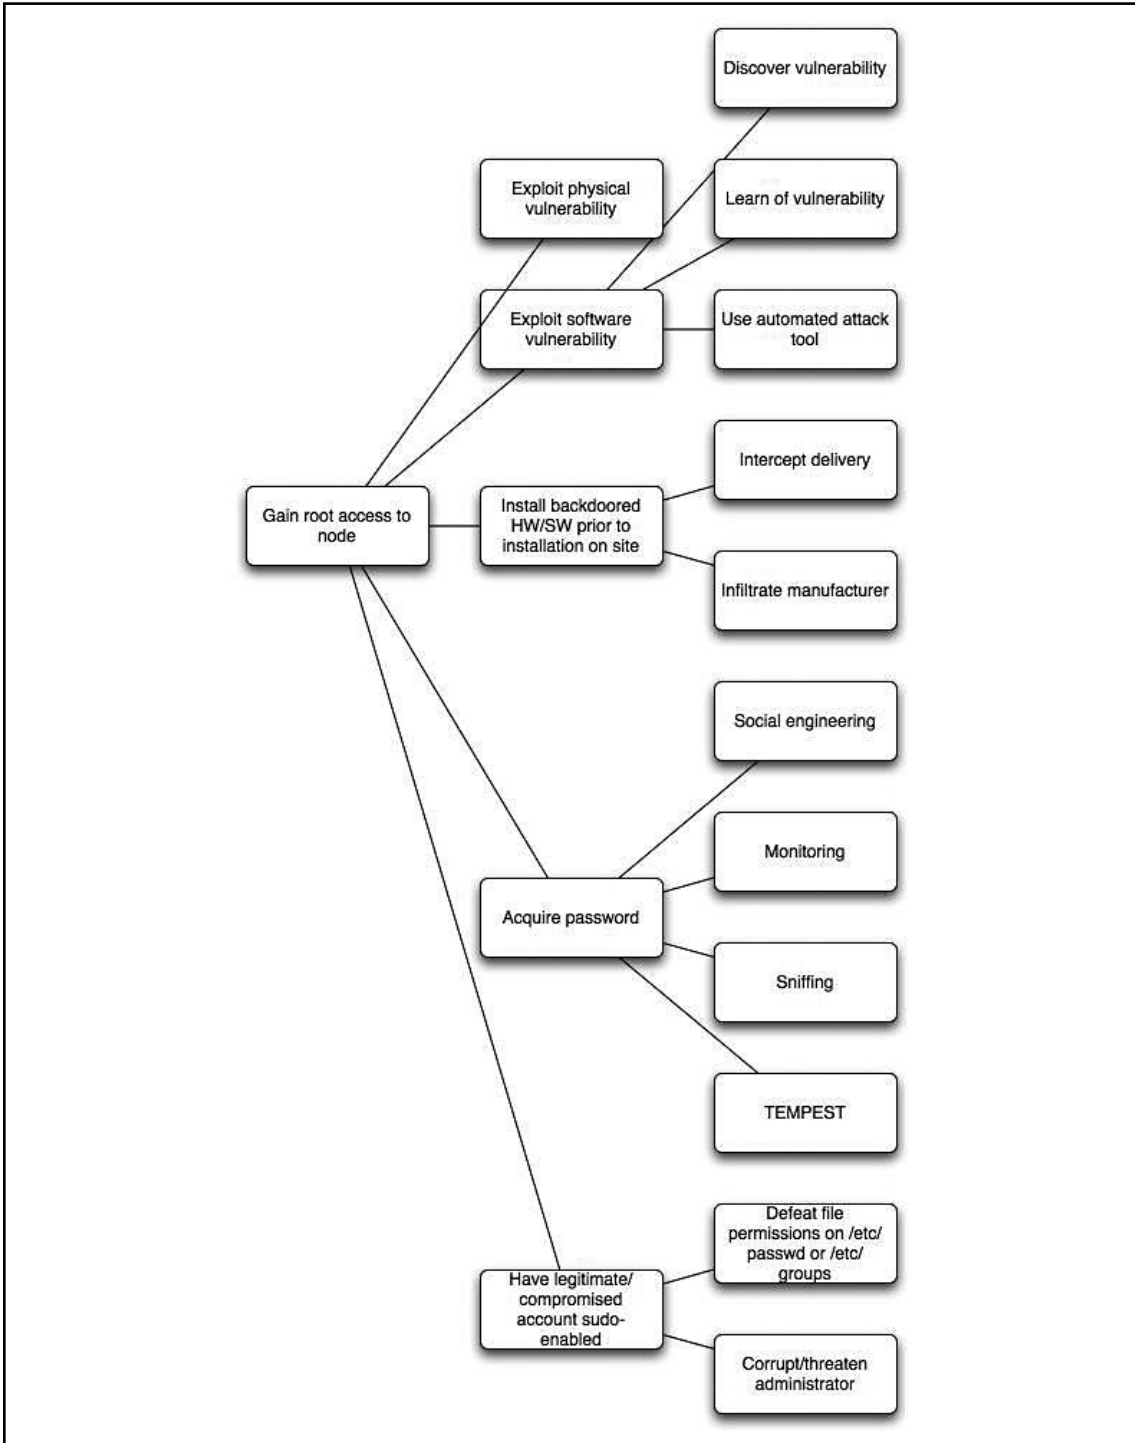 Discover vulnerability
Exploit physical
vulnerability
Learn of vulnerability
Exploit software
vulnerability
Use automated attack
tool
Intercept delivery
Gain root access to
node
Install backdoored
HW/SW prior to
installation on site
Infiltrate manufacturer
Social engineering
Monitoring
Acquire password
Sniffing
TEMPEST
Defeat file
permissions on /etc/
passwd or /etc/
groups
Have legitimate/
compromised
account sudo-
enabled
Corrupt/threaten
administrator